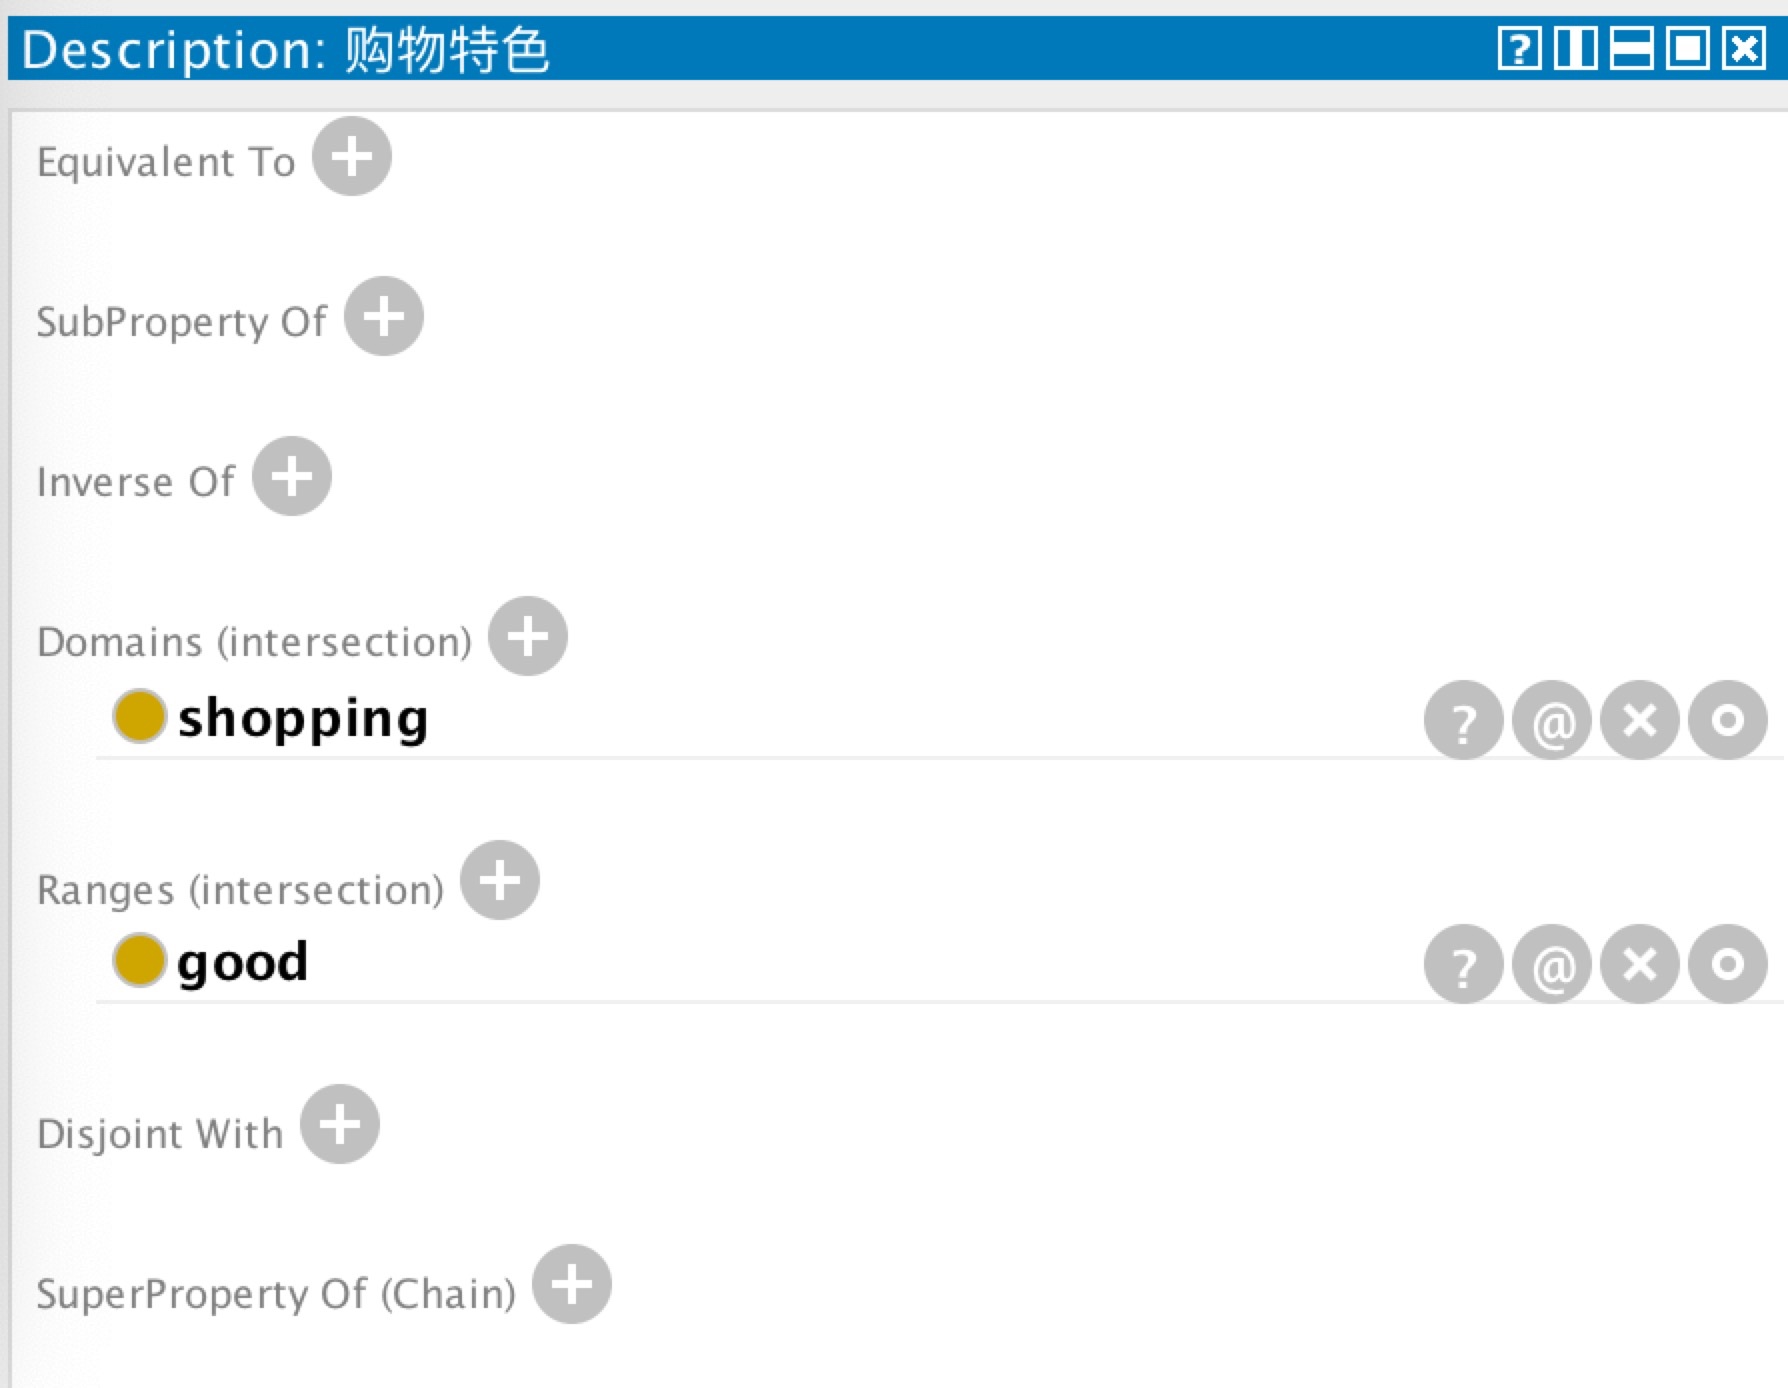 Description: 购物特色
Equivalent To
SubProperty Of
Inverse Of
Domains (intersection)
shopping
Ranges (intersection)
good
Disjoint With
SuperProperty Of (Chain)